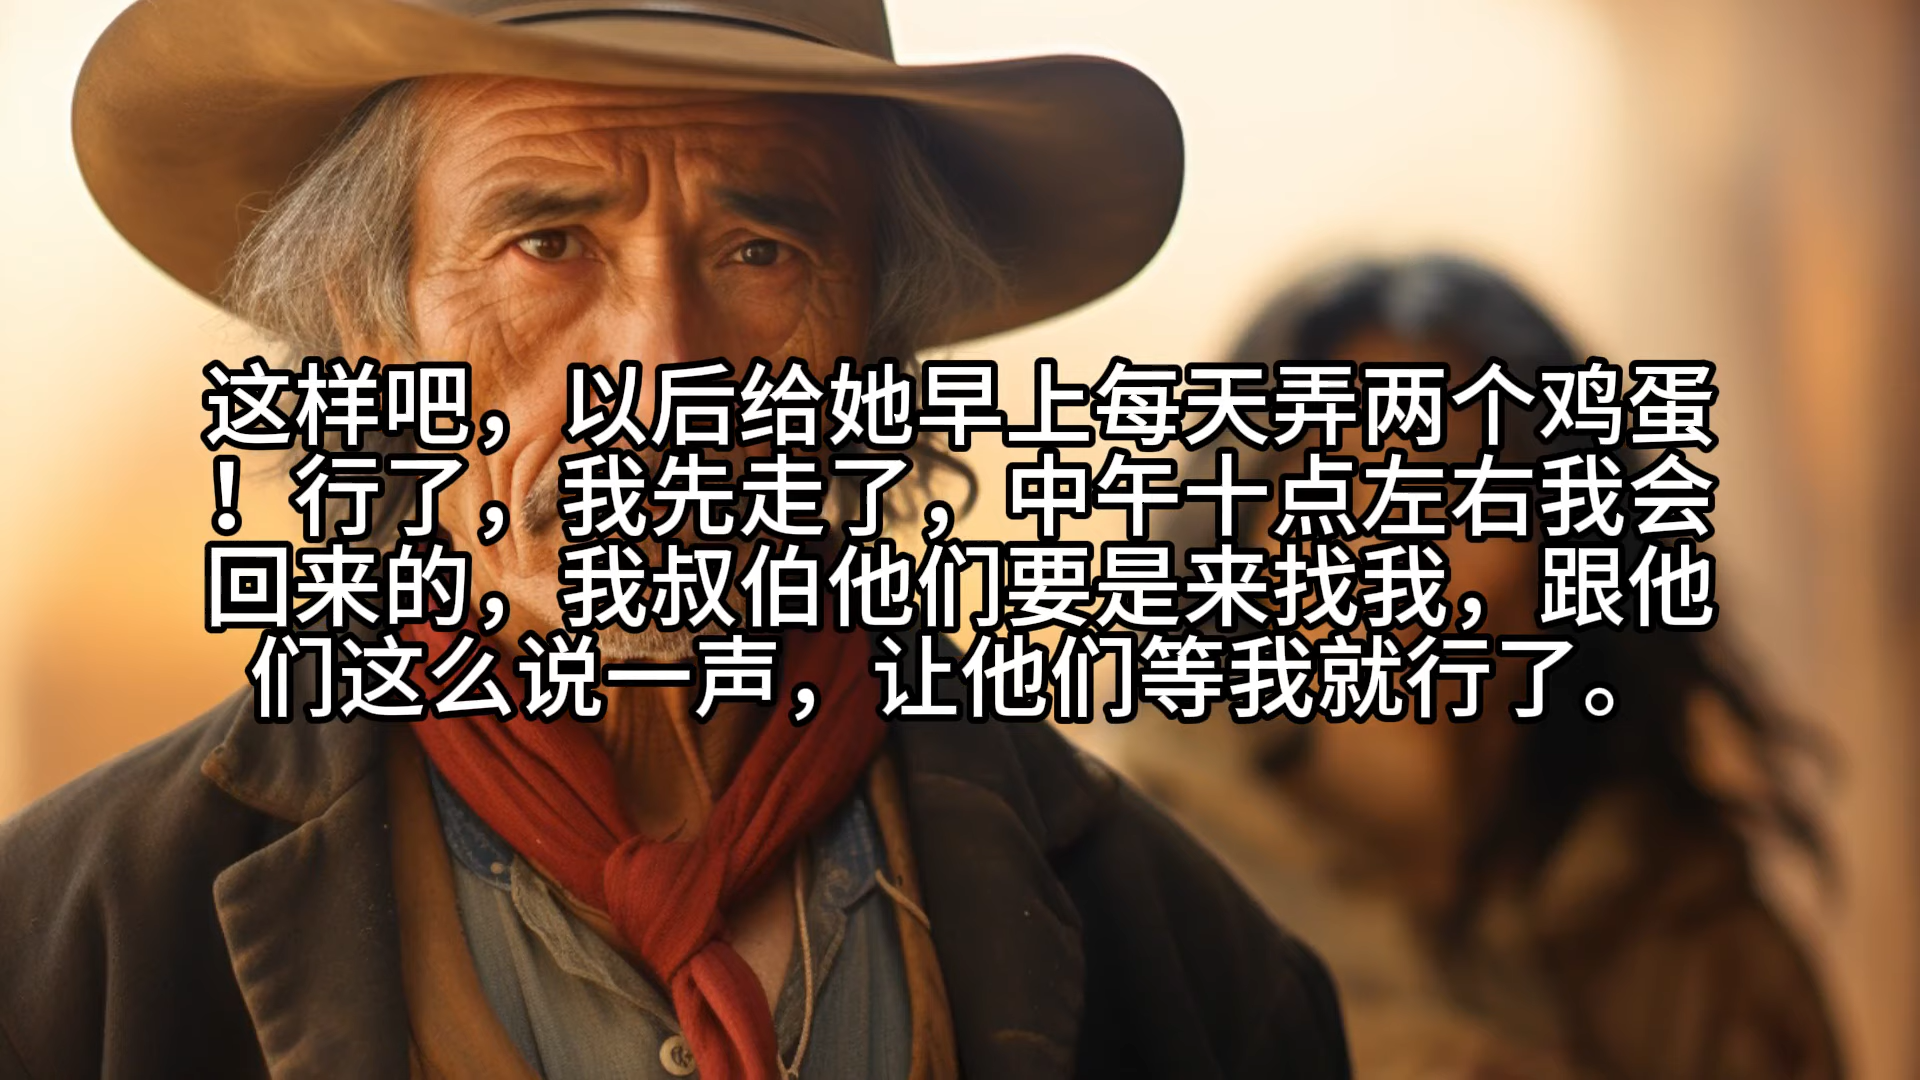 这样吧，以后给她早上每天弄两个鸡蛋
！行了，我先走了，中午十点左右我会
回来的，我叔伯他们要是来找我，跟他
们这么说一声，让他们等我就行了。